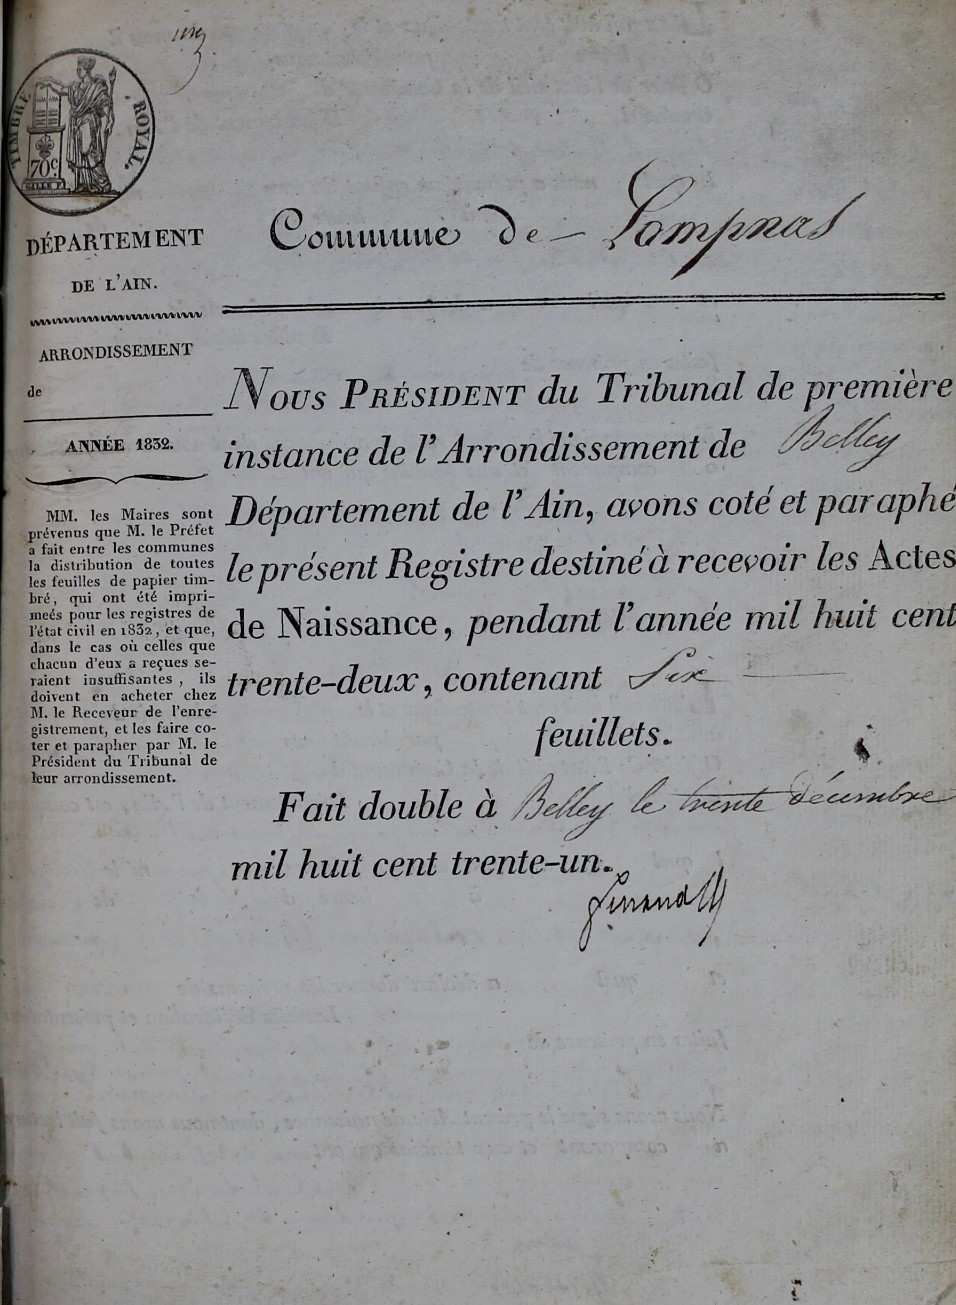 une
TIMBRE ROYAL.
70c.
DÉPARTEMENT
DE L'AIN.
ARRONDISSEMENT
de
ANNÉE 1832.
MM. les Maires sont
prévenus que M. le Préfet
a fait entre les communes
la distribution de toutes
les feuilles de papier tim-
bré, qui ont été impri-
meés pour les registres de
l'état civil en 1832, et que,
dans le cas où celles que
chacun d'eux a reçues se-
raient insuffisantes, ils
doivent en acheter chez
M. le Receveur de l'enre-
gistrement, et les faire co-
ter et parapher par M. le
Président du Tribunal de
leur arrondissement.
Commune de Lompnas
NOUS PRÉSIDENT du Tribunal de première
instance de l'Arrondissement de Belley
Département de l'Ain, avons coté et paraphé
le présent Registre destiné à recevoir les Actes
de Naissance, pendant l'année mil huit cent
trente-deux, contenant Six
feuillets.
Fait double à Belley le trente décembre
mil huit cent trente-un.